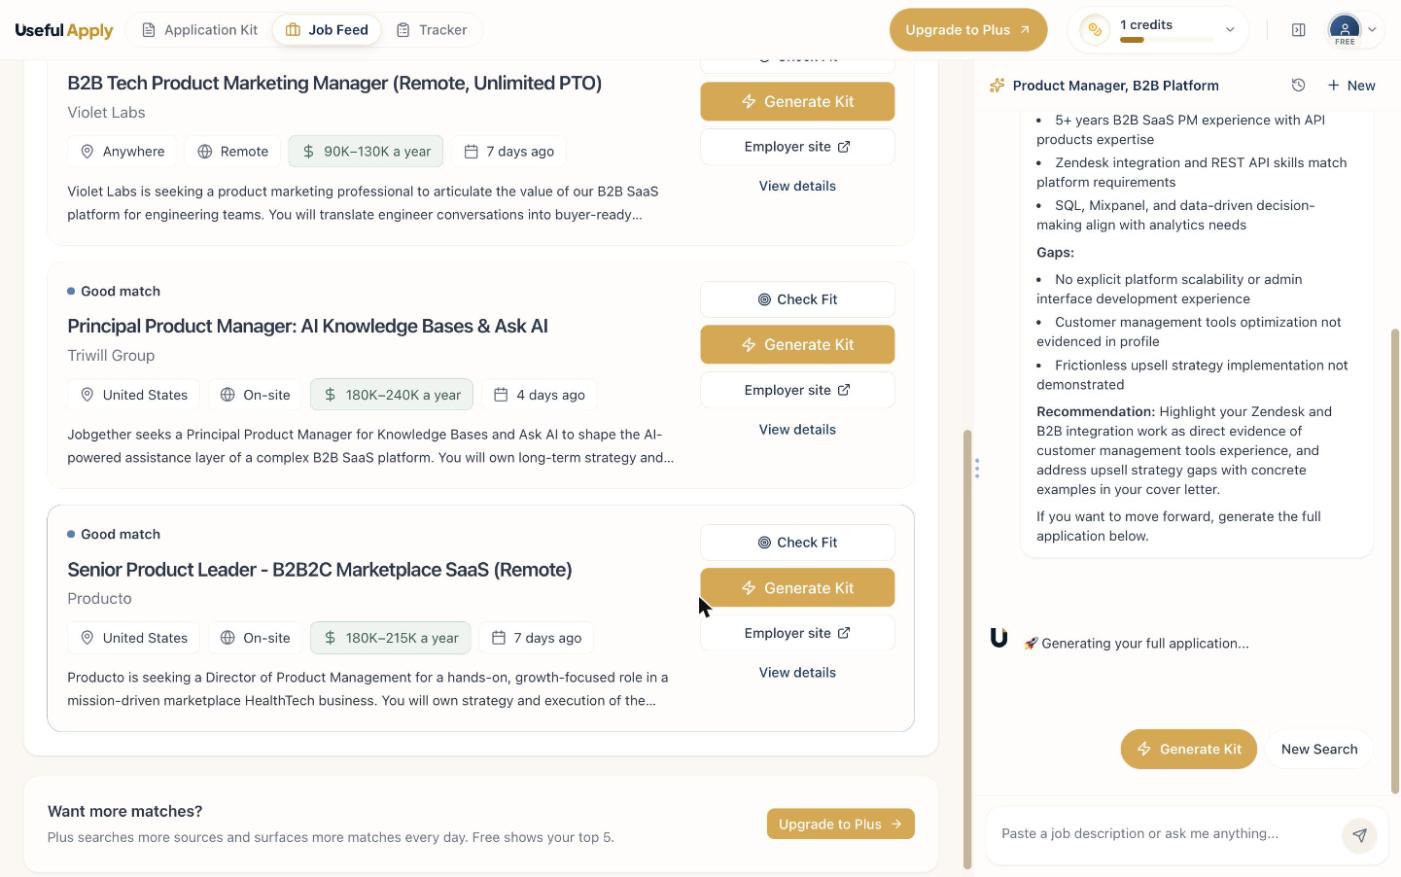 Useful Apply
Application Kit
Job Feed
Tracker
Upgrade to Plus
1 credits
FREE
B2B Tech Product Marketing Manager (Remote, Unlimited PTO)
Violet Labs
Anywhere
Remote
$ 90K–130K a year
7 days ago
Violet Labs is seeking a product marketing professional to articulate the value of our B2B SaaS
platform for engineering teams. You will translate engineer conversations into buyer-ready...
Check Fit
Generate Kit
Employer site
View details
Good match
Principal Product Manager: AI Knowledge Bases & Ask AI
Triwill Group
United States
On-site
$ 180K–240K a year
4 days ago
Jobgether seeks a Principal Product Manager for Knowledge Bases and Ask AI to shape the AI-
powered assistance layer of a complex B2B SaaS platform. You will own long-term strategy and...
Check Fit
Generate Kit
Employer site
View details
Good match
Senior Product Leader - B2B2C Marketplace SaaS (Remote)
Producto
United States
On-site
$ 180K–215K a year
7 days ago
Producto is seeking a Director of Product Management for a hands-on, growth-focused role in a
mission-driven marketplace HealthTech business. You will own strategy and execution of the...
Check Fit
Generate Kit
Employer site
View details
Want more matches?
Plus searches more sources and surfaces more matches every day. Free shows your top 5.
Upgrade to Plus →
Product Manager, B2B Platform
+ New
• 5+ years B2B SaaS PM experience with API
products expertise
• Zendesk integration and REST API skills match
platform requirements
• SQL, Mixpanel, and data-driven decision-
making align with analytics needs
Gaps:
• No explicit platform scalability or admin
interface development experience
• Customer management tools optimization not
evidenced in profile
• Frictionless upsell strategy implementation not
demonstrated
Recommendation: Highlight your Zendesk and
B2B integration work as direct evidence of
customer management tools experience, and
address upsell strategy gaps with concrete
examples in your cover letter.
If you want to move forward, generate the full
application below.
U
🚀 Generating your full application...
Generate Kit
New Search
Paste a job description or ask me anything...